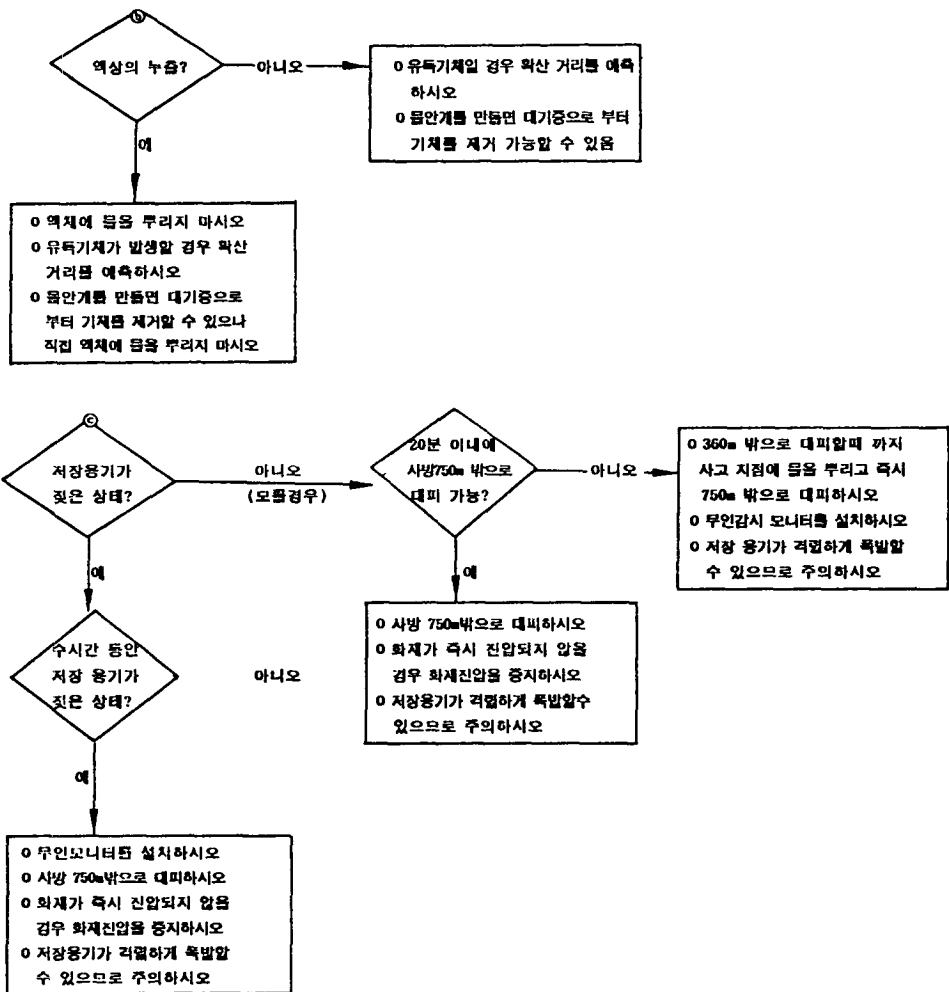 ⓑ
액상의 누출?
아니오
예
O 유독기체일 경우 확산 거리를 예측
하시오
O 물안개를 만들면 대기중으로 부터
기체를 제거 가능할 수 있음
O 액체에 물을 뿌리지 마시오
O 유독기체가 발생할 경우 확산
거리를 예측하시오
O 물안개를 만들면 대기중으로
부터 기체를 제거할 수 있으나
직접 액체에 물을 뿌리지 마시오
ⓒ
저장용기가
젖은 상태?
아니오
(모를경우)
20분 이내에
사방750m 밖으로
대피 가능?
아니오
O 360m 밖으로 대피할때 까지
사고 지점에 물을 뿌리고 즉시
750m 밖으로 대피하시오
O 무인감시 모니터를 설치하시오
O 저장 용기가 격렬하게 폭발할
수 있으므로 주의하시오
예
예
수시간 동안
저장 용기가
젖은 상태?
아니오
O 사방 750m밖으로 대피하시오
O 화재가 즉시 진압되지 않을
경우 화재진압을 중지하시오
O 저장용기가 격렬하게 폭발할수
있으므로 주의하시오
예
O 무인모니터를 설치하시오
O 사방 750m밖으로 대피하시오
O 화재가 즉시 진압되지 않을
경우 화재진압을 중지하시오
O 저장용기가 격렬하게 폭발할
수 있으므로 주의하시오